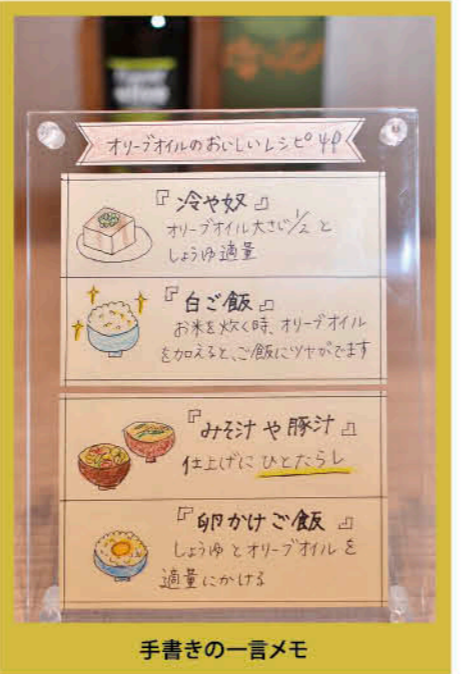 オリーブオイルのおいしいレシピ 4P
『冷や奴』
オリーブオイル大さじ1/2と
しょうゆ適量
『白ご飯』
お米を炊く時、オリーブオイル
を加えると、ご飯にツヤがでます
『みそ汁や豚汁』
仕上げにひとたらし
『卵かけご飯』
しょうゆとオリーブオイルを
適量にかける
手書きの一言メモ